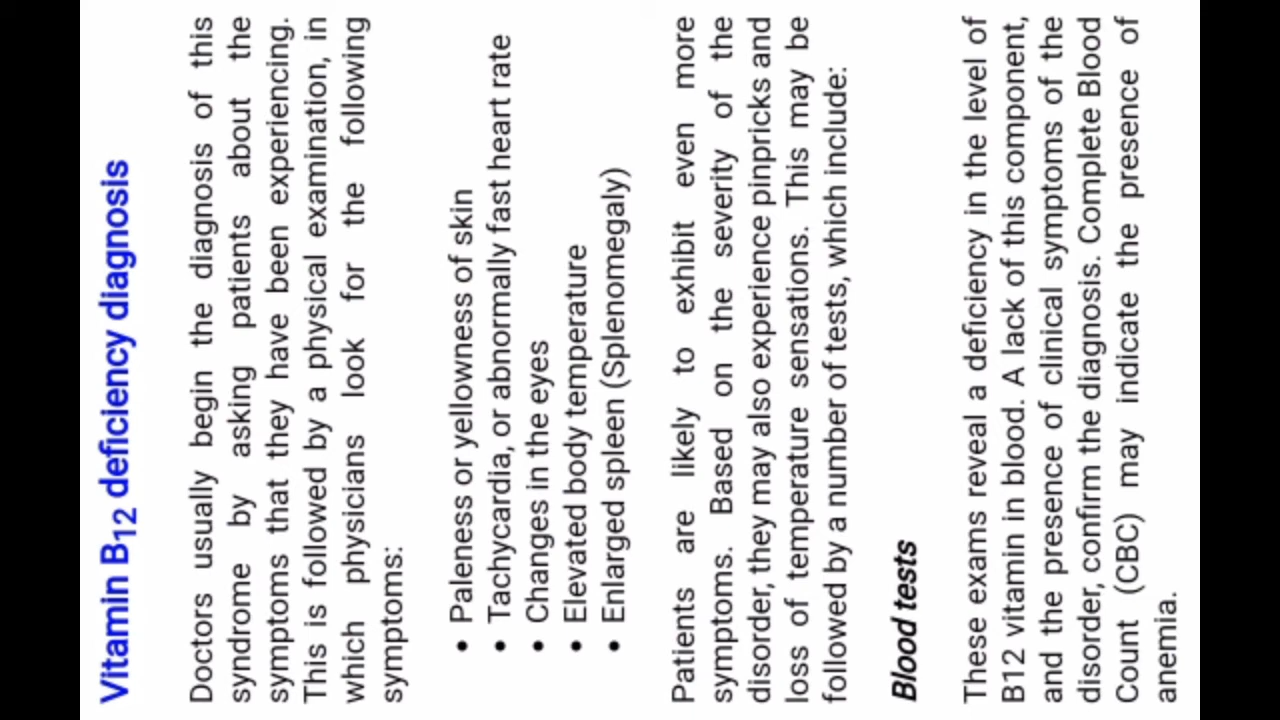 Vitamin B12 deficiency diagnosis
Doctors usually begin the diagnosis of this
syndrome by asking patients about the
symptoms that they have been experiencing.
This is followed by a physical examination, in
which physicians look for the following
symptoms:
• Paleness or yellowness of skin
• Tachycardia, or abnormally fast heart rate
• Changes in the eyes
• Elevated body temperature
• Enlarged spleen (Splenomegaly)
Patients are likely to exhibit even more
symptoms. Based on the severity of the
disorder, they may also experience pinpricks and
loss of temperature sensations. This may be
followed by a number of tests, which include:
Blood tests
These exams reveal a deficiency in the level of
B12 vitamin in blood. A lack of this component,
and the presence of clinical symptoms of the
disorder, confirm the diagnosis. Complete Blood
Count (CBC) may indicate the presence of
anemia.